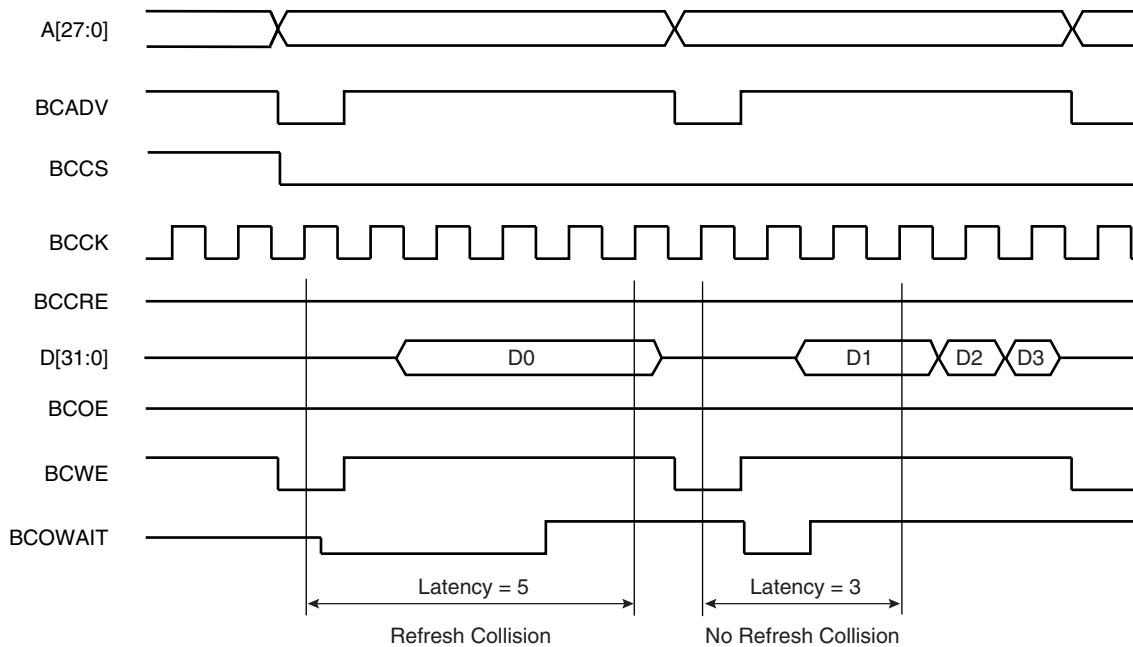 A[27:0]
BCADV
BCCS
BCCK
BCCRE
D[31:0] D0 D1 D2 D3
BCOE
BCWE
BCOWAIT
Latency = 5 Latency = 3
Refresh Collision No Refresh Collision